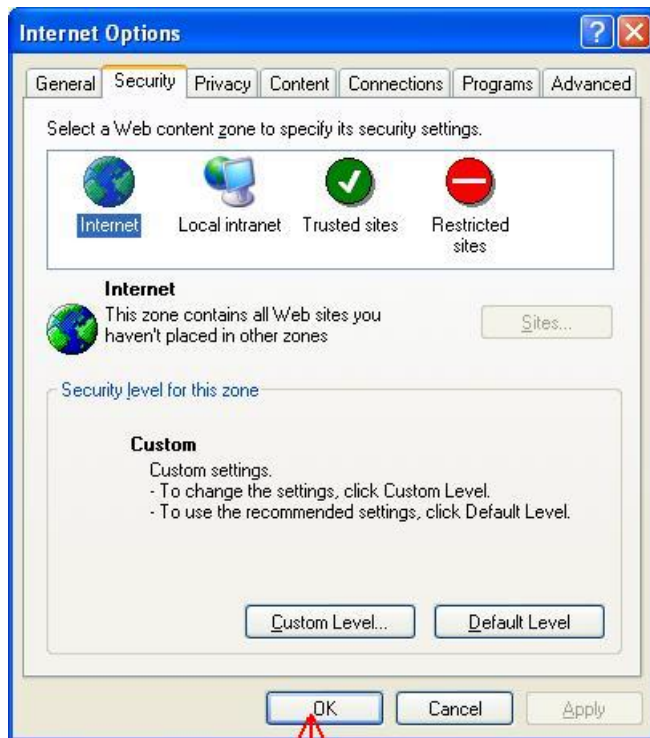 Internet Options
General Security Privacy Content Connections Programs Advanced
Select a Web content zone to specify its security settings.
Internet Local intranet Trusted sites Restricted
sites
Internet
This zone contains all Web sites you
haven't placed in other zones
Sites...
Security level for this zone
Custom
Custom settings.
- To change the settings, click Custom Level.
- To use the recommended settings, click Default Level.
Custom Level... Default Level
OK Cancel Apply